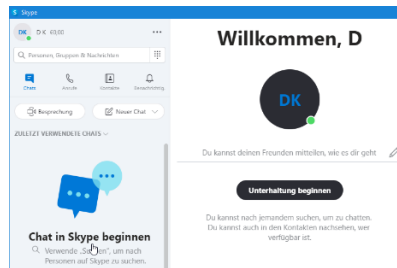 Skype
DK
D K €0,00
Personen, Gruppen & Nachrichten
Chats
Anrufe
Kontakte
Benachrichtig
Besprechung
Neuer Chat
ZULETZT VERWENDETE CHATS
Chat in Skype beginnen
Verwende „Suchen“, um nach
Personen auf Skype zu suchen.
Willkommen, D
DK
Du kannst deinen Freunden mitteilen, wie es dir geht
Unterhaltung beginnen
Du kannst nach jemandem suchen, um zu chatten.
Du kannst auch in den Kontakten nachsehen, wer
verfügbar ist.